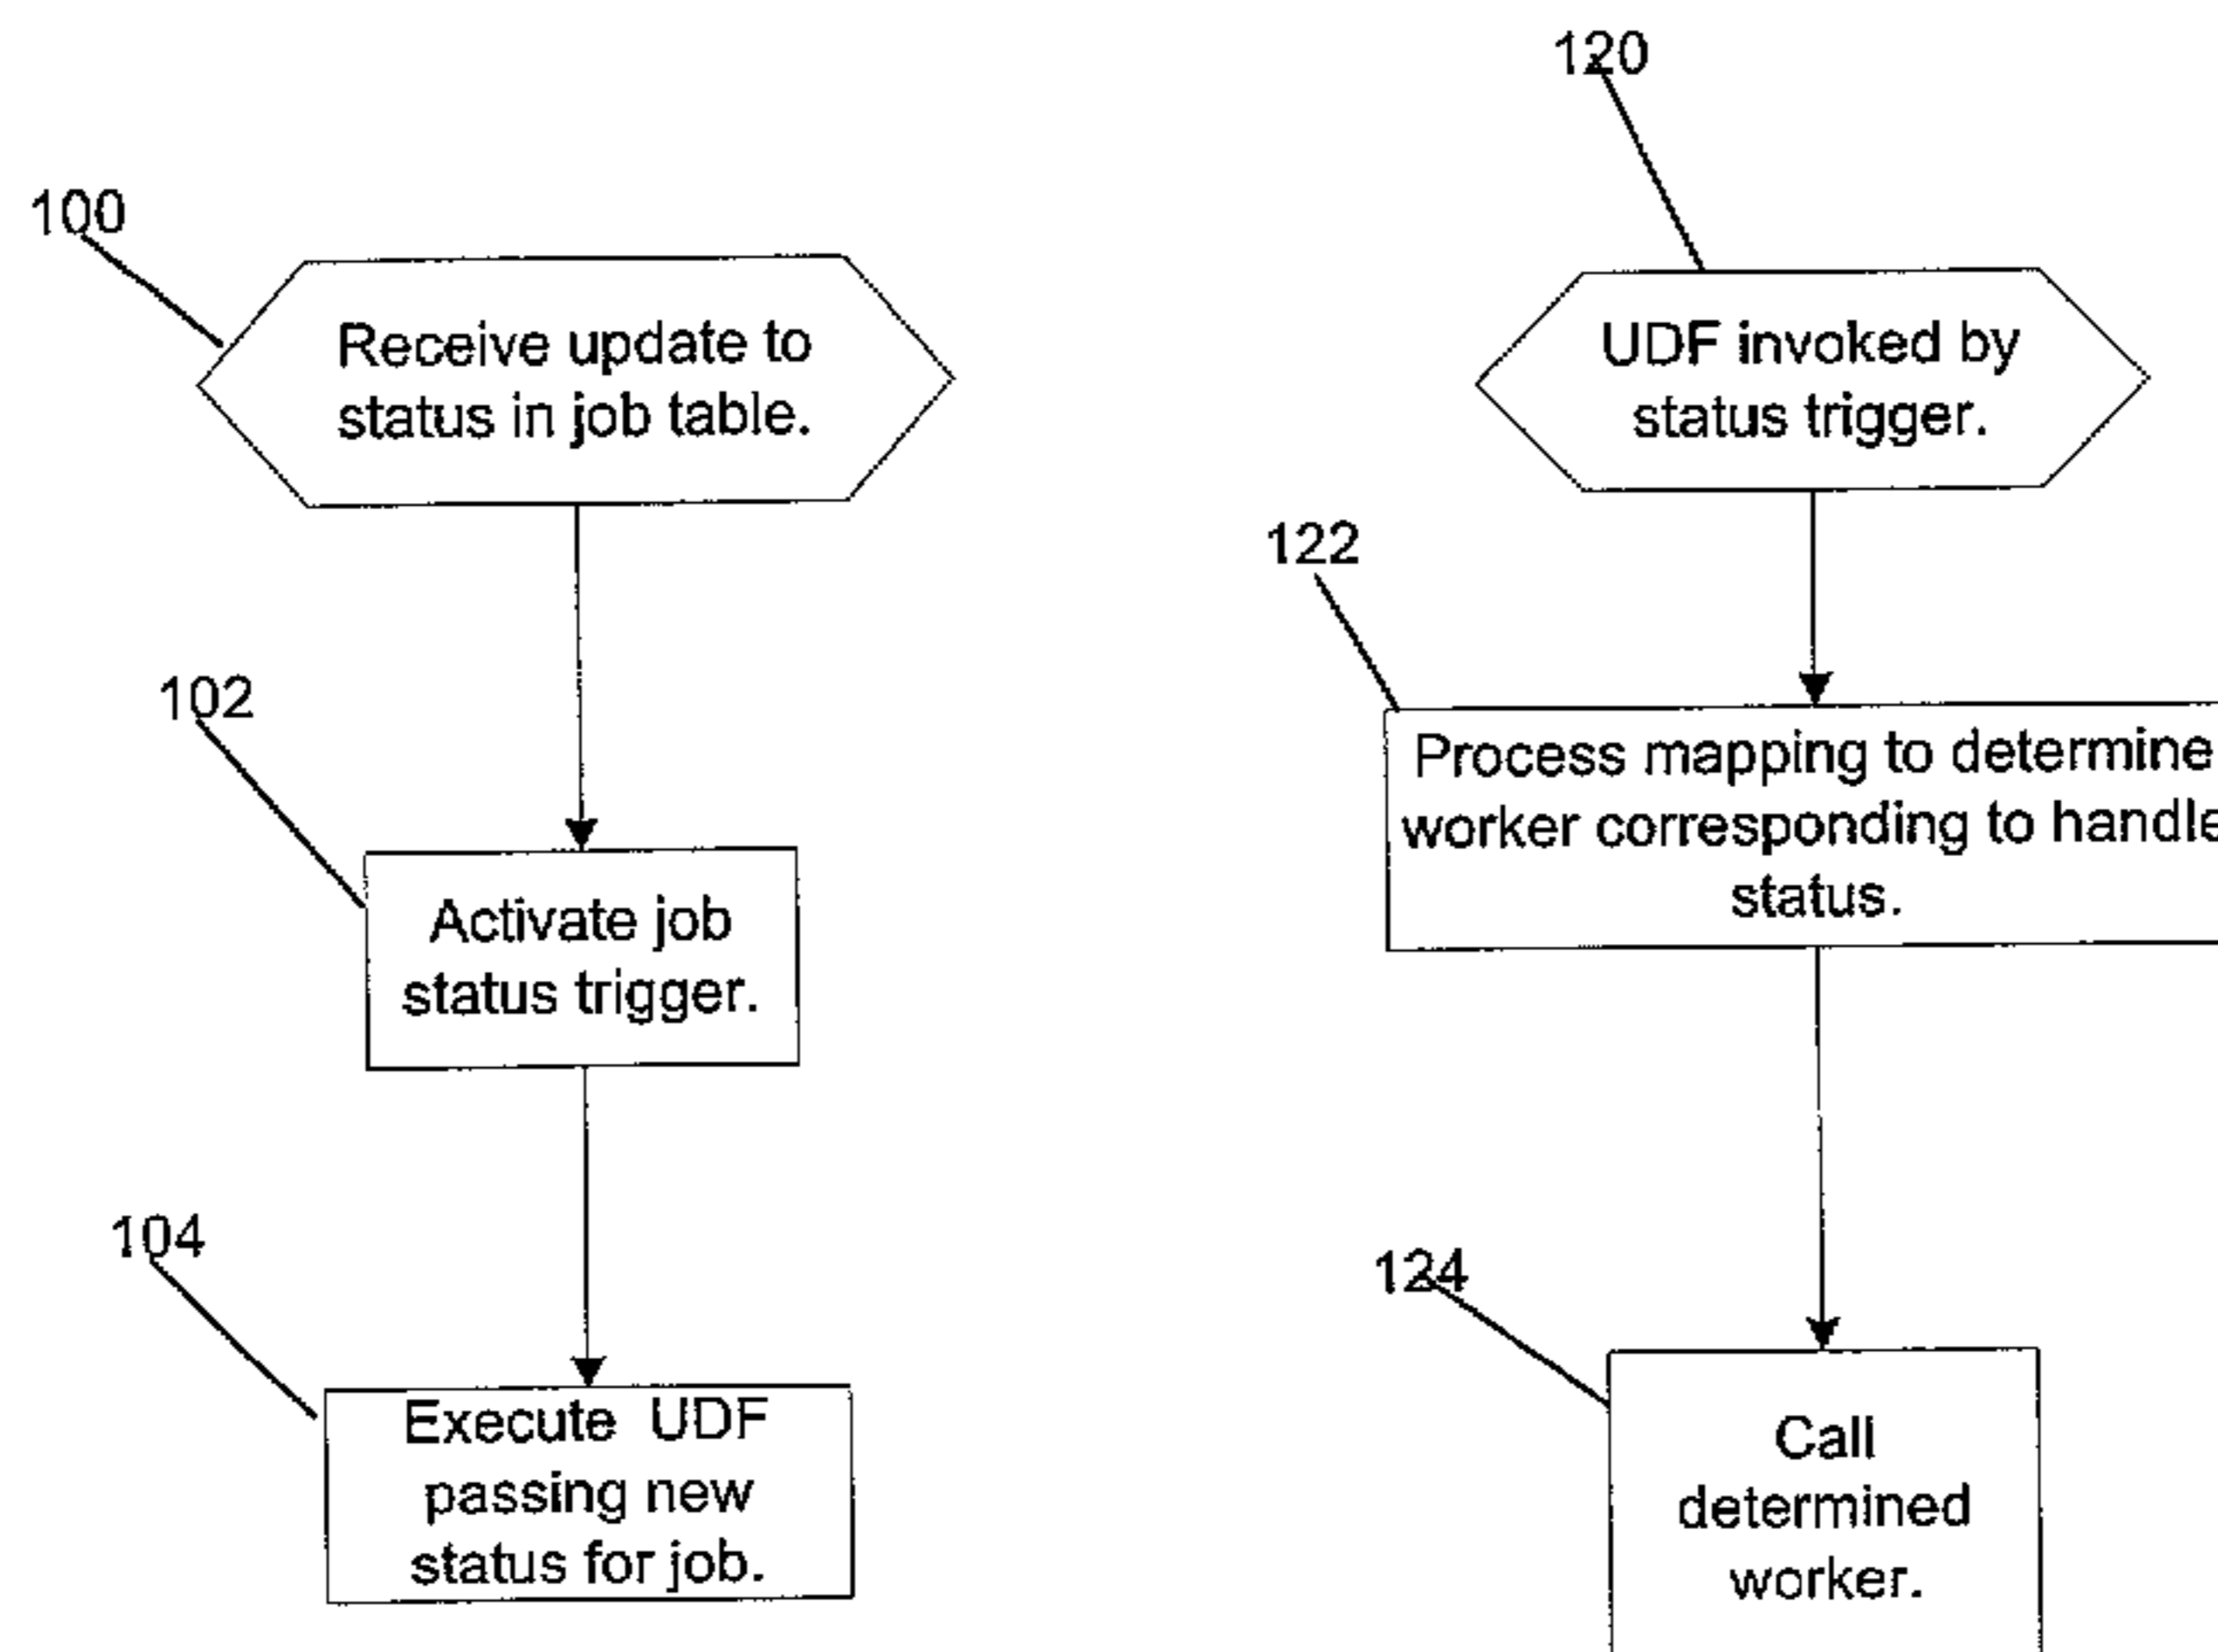 100
Receive update to
status in job table.
102
Activate job
status trigger.
104
Execute UDF
passing new
status for job.
120
UDF invoked by
status trigger.
122
Process mapping to determine
worker corresponding to handle
status.
124
Call
determined
worker.